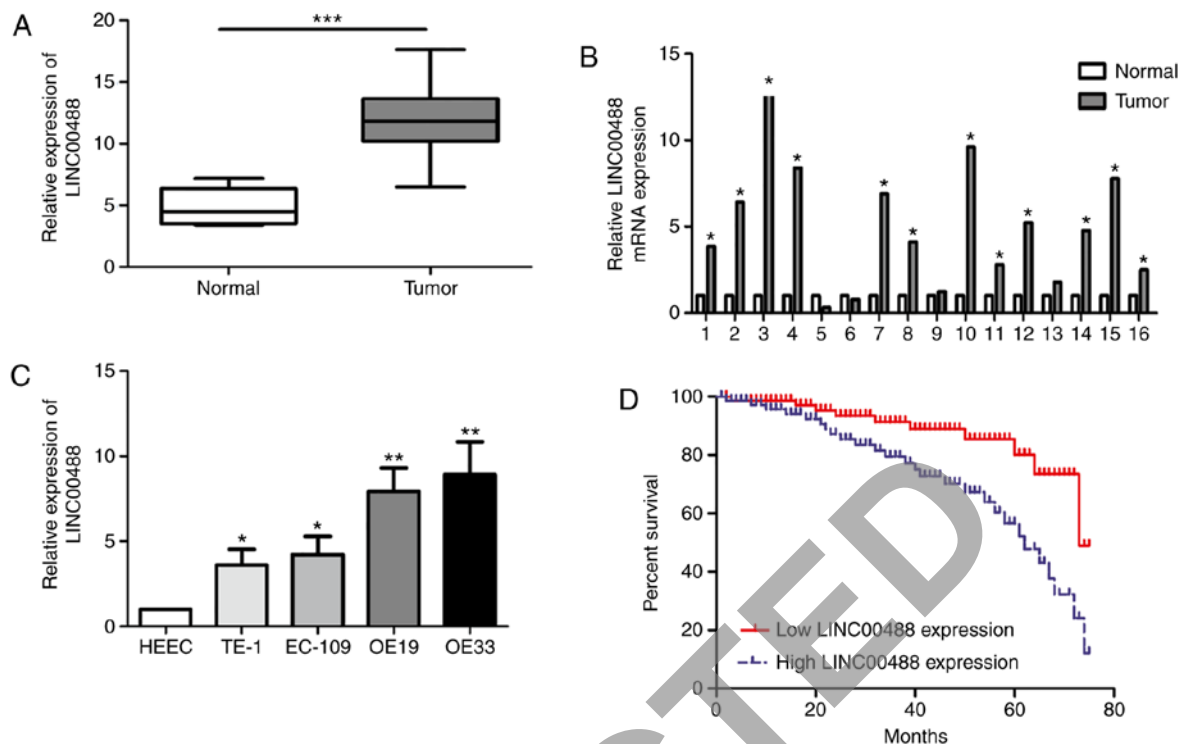 A
Relative expression of
LINC00488
20
15
10
5
0
***
Normal
Tumor
B
Relative LINC00488
mRNA expression
15
10
5
0
* * * * * * * * * * * *
Normal
Tumor
1 2 3 4 5 6 7 8 9 10 11 12 13 14 15 16
C
Relative expression of
LINC00488
15
10
5
0
* * ** **
HEEC TE-1 EC-109 OE19 OE33
D
Percent survival
100
80
60
40
20
0
Low LINC00488 expression
High LINC00488 expression
0 20 40 60 80
Months
STED